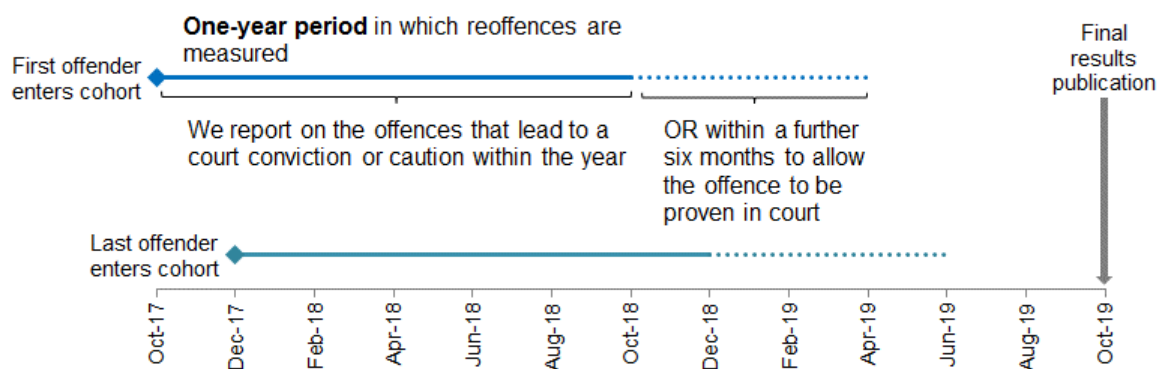 One-year period in which reoffences are
measured
First offender
enters cohort
Final
results
publication
We report on the offences that lead to a
court conviction or caution within the year
OR within a further
six months to allow
the offence to be
proven in court
Last offender
enters cohort
Oct-17
Dec-17
Feb-18
Apr-18
Jun-18
Aug-18
Oct-18
Dec-18
Feb-19
Apr-19
Jun-19
Aug-19
Oct-19